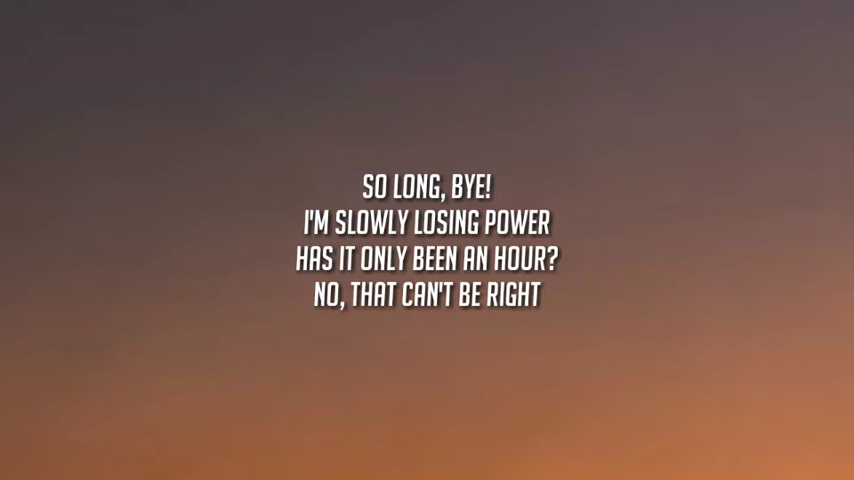 SO LONG, BYE!
I'M SLOWLY LOSING POWER
HAS IT ONLY BEEN AN HOUR?
NO, THAT CAN'T BE RIGHT